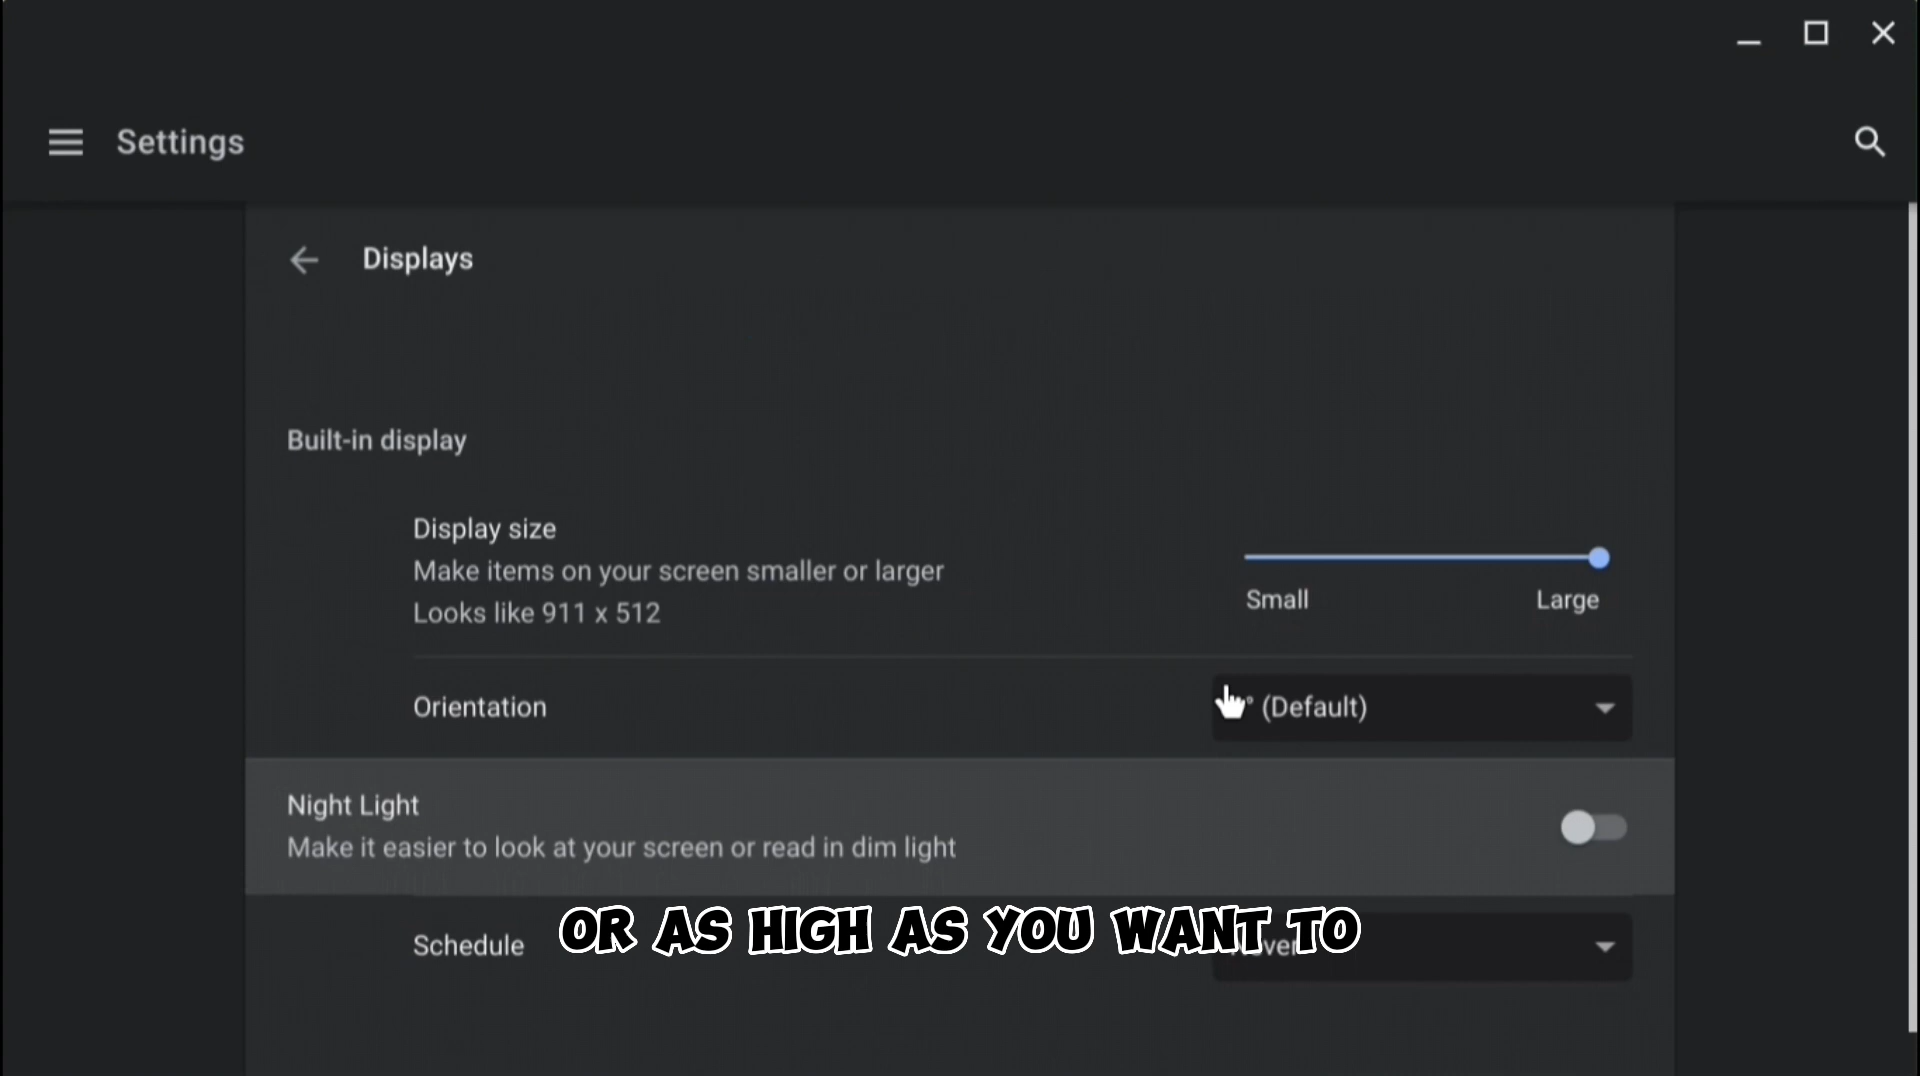 Settings
Displays
Built-in display
Display size
Make items on your screen smaller or larger
Looks like 911 x 512
Small Large
Orientation ° (Default)
Night Light
Make it easier to look at your screen or read in dim light
Schedule
OR AS HIGH AS YOU WANT TO